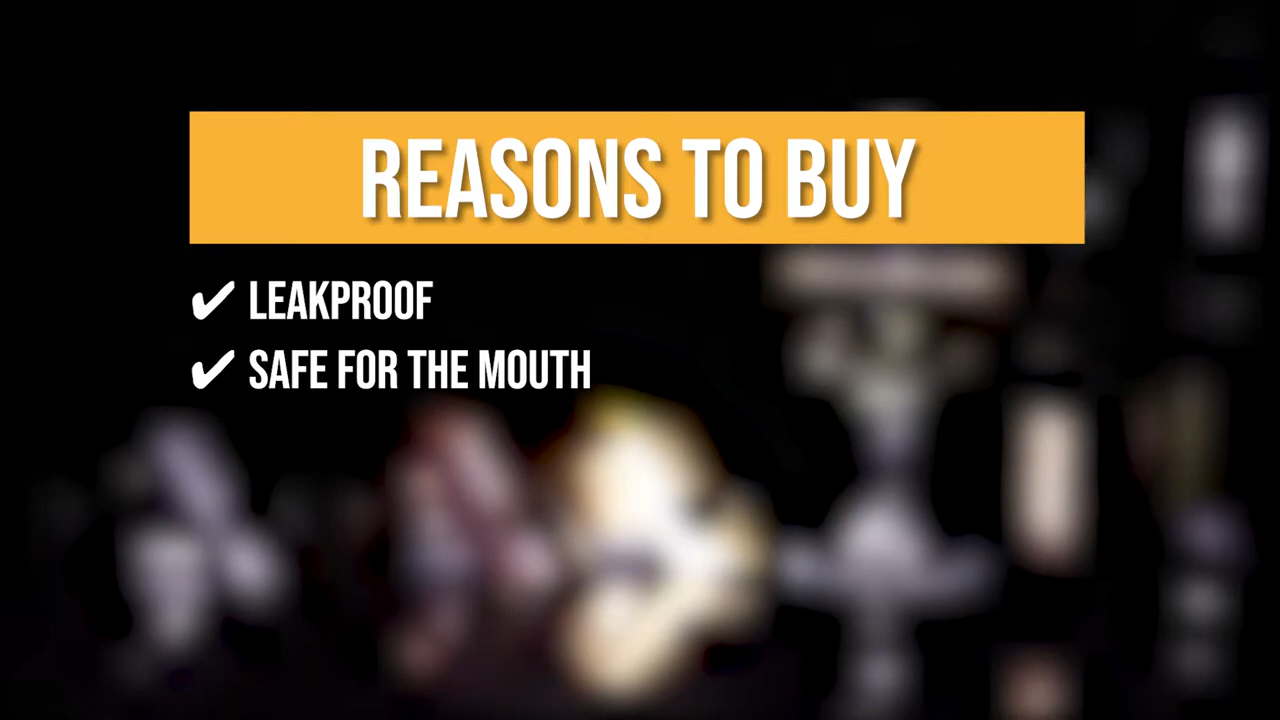 REASONS TO BUY
✔ LEAKPROOF
✔ SAFE FOR THE MOUTH